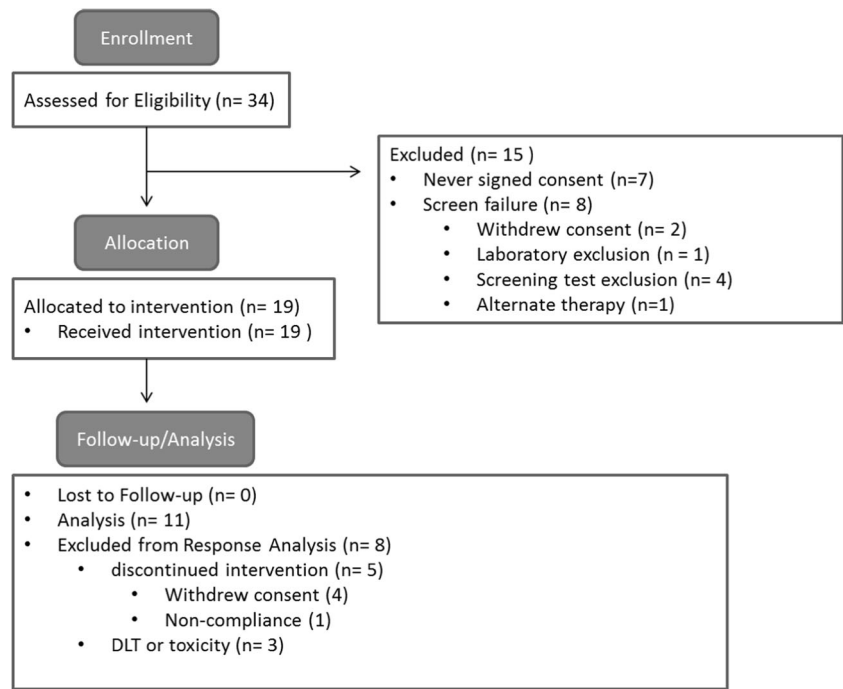 Enrollment
Assessed for Eligibility (n= 34)
Excluded (n= 15 )
• Never signed consent (n=7)
• Screen failure (n= 8)
• Withdrew consent (n= 2)
• Laboratory exclusion (n = 1)
• Screening test exclusion (n= 4)
• Alternate therapy (n=1)
Allocation
Allocated to intervention (n= 19)
• Received intervention (n= 19 )
Follow-up/Analysis
• Lost to Follow-up (n= 0)
• Analysis (n= 11)
• Excluded from Response Analysis (n= 8)
• discontinued intervention (n= 5)
• Withdrew consent (4)
• Non-compliance (1)
• DLT or toxicity (n= 3)